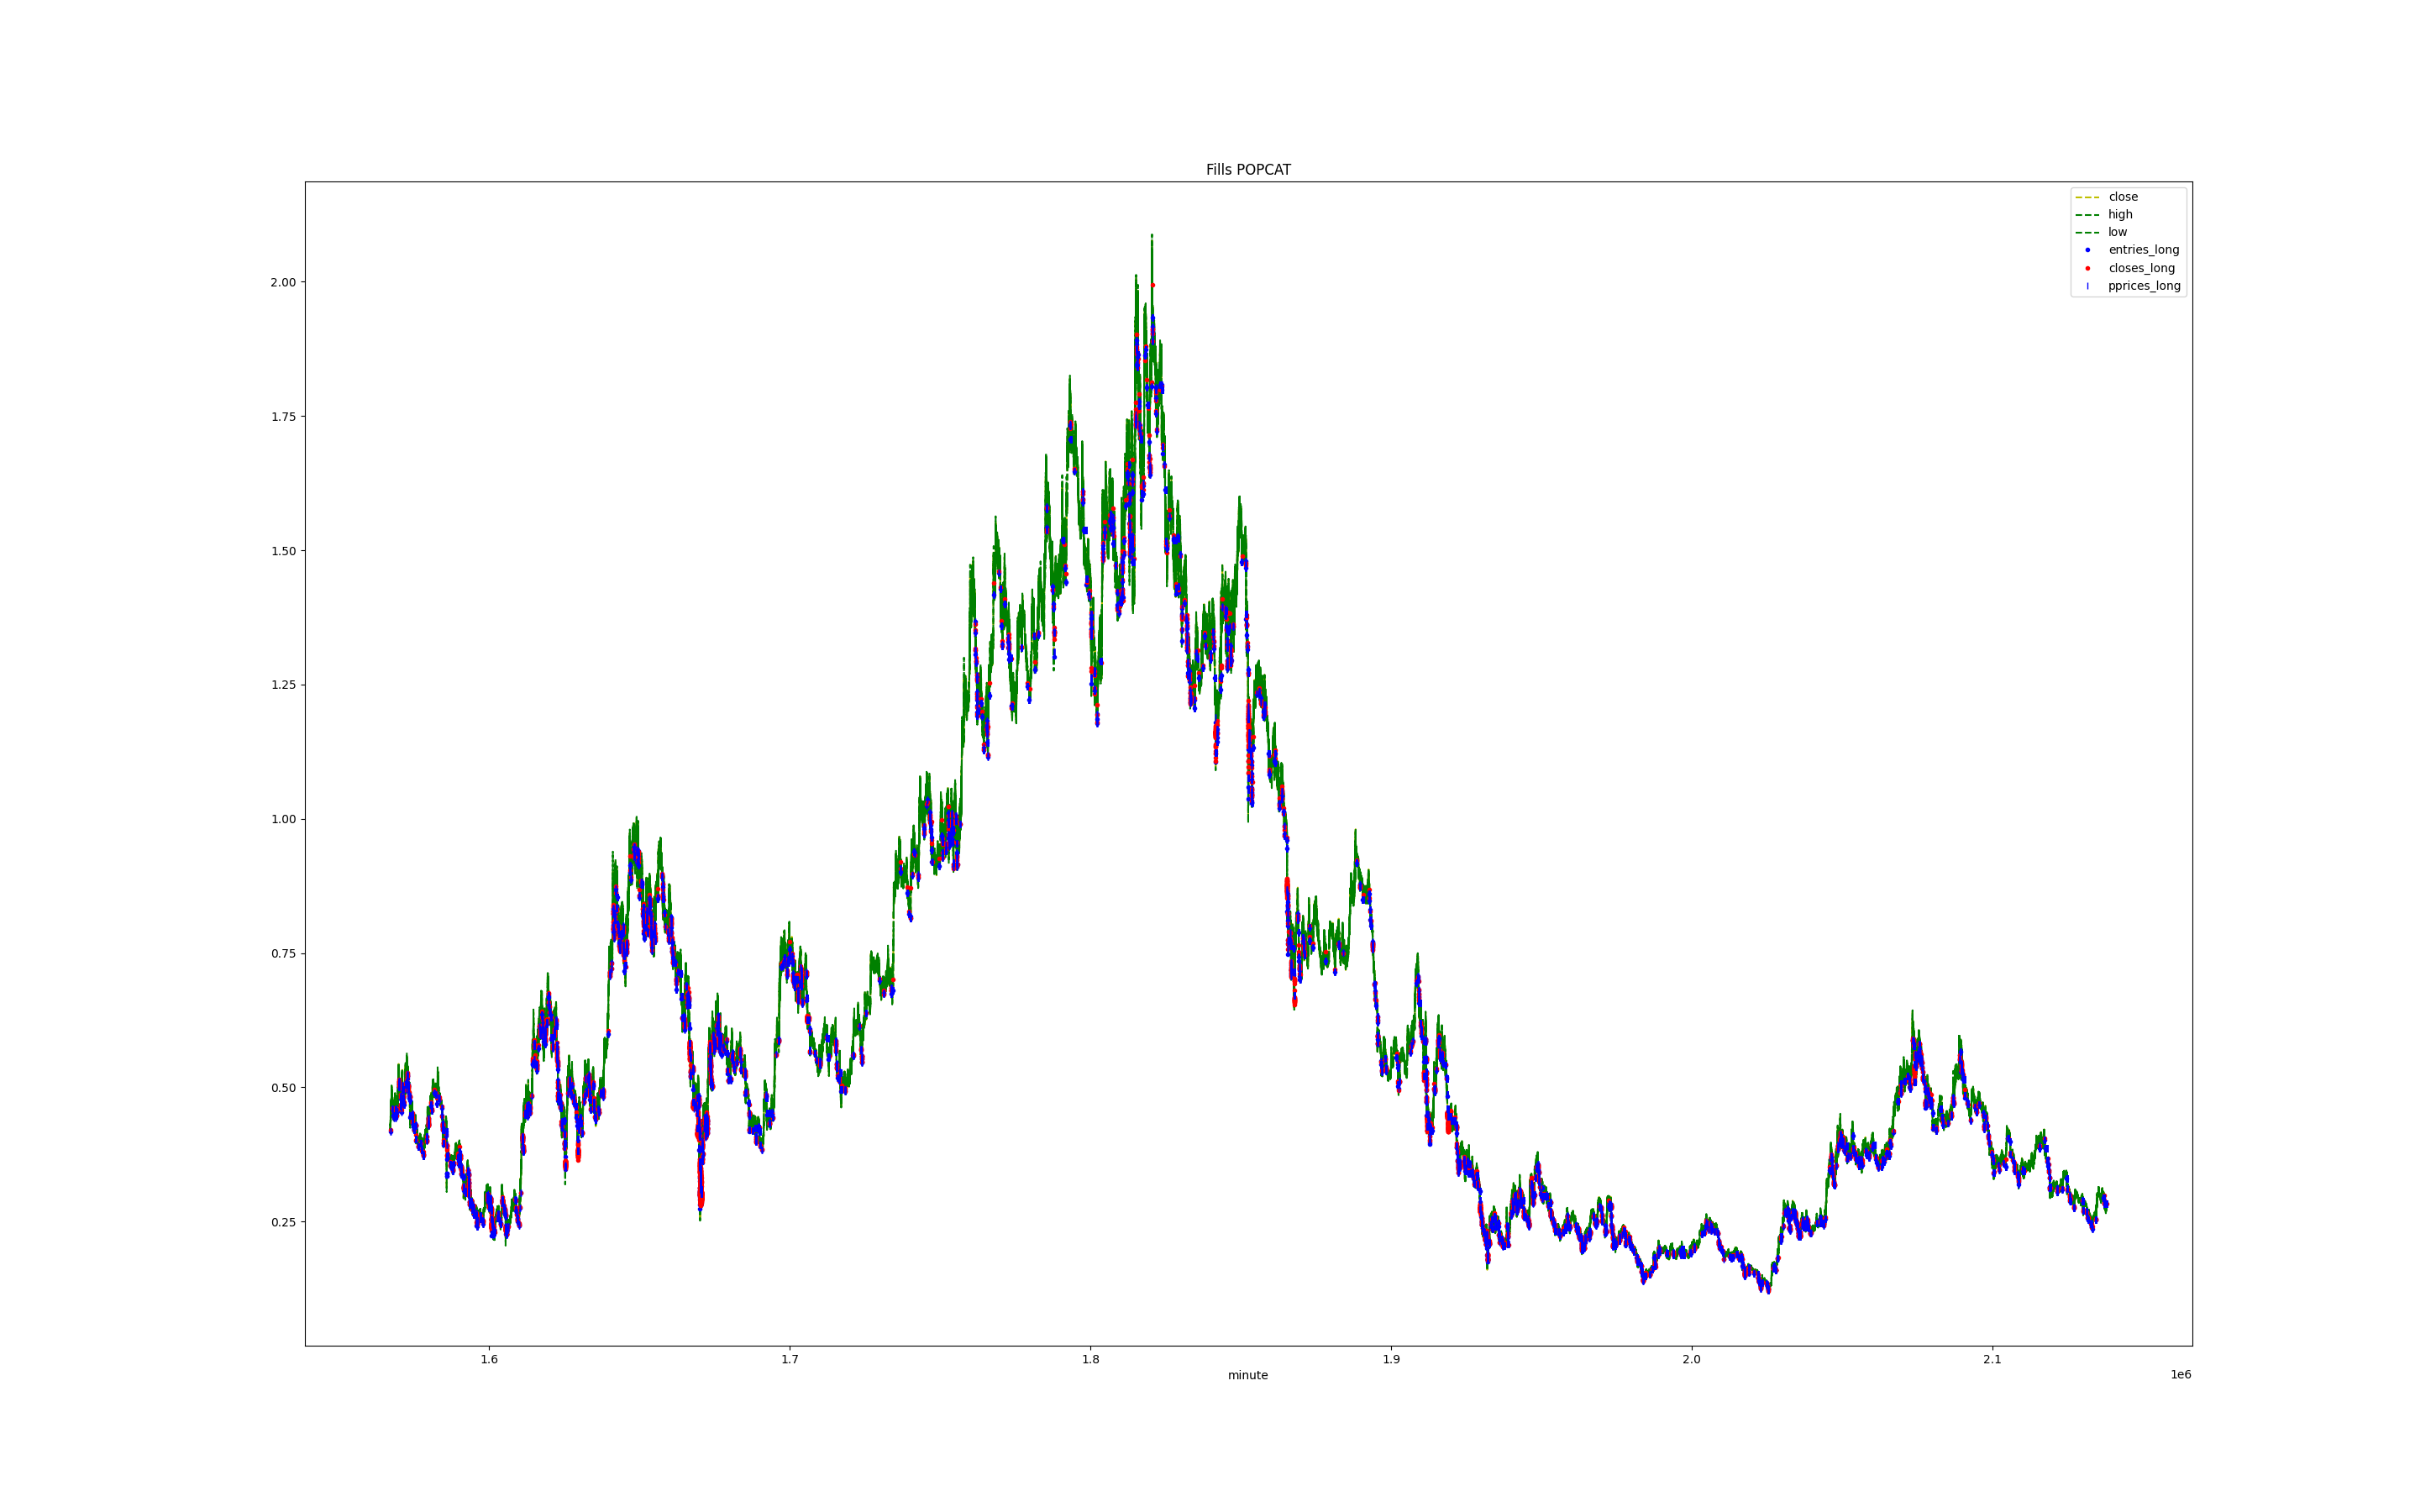 Fills POPCAT
close
high
low
entries_long
closes_long
pprices_long
2.00
1.75
1.50
1.25
1.00
0.75
0.50
0.25
1.6 1.7 1.8 1.9 2.0 2.1
minute 1e6